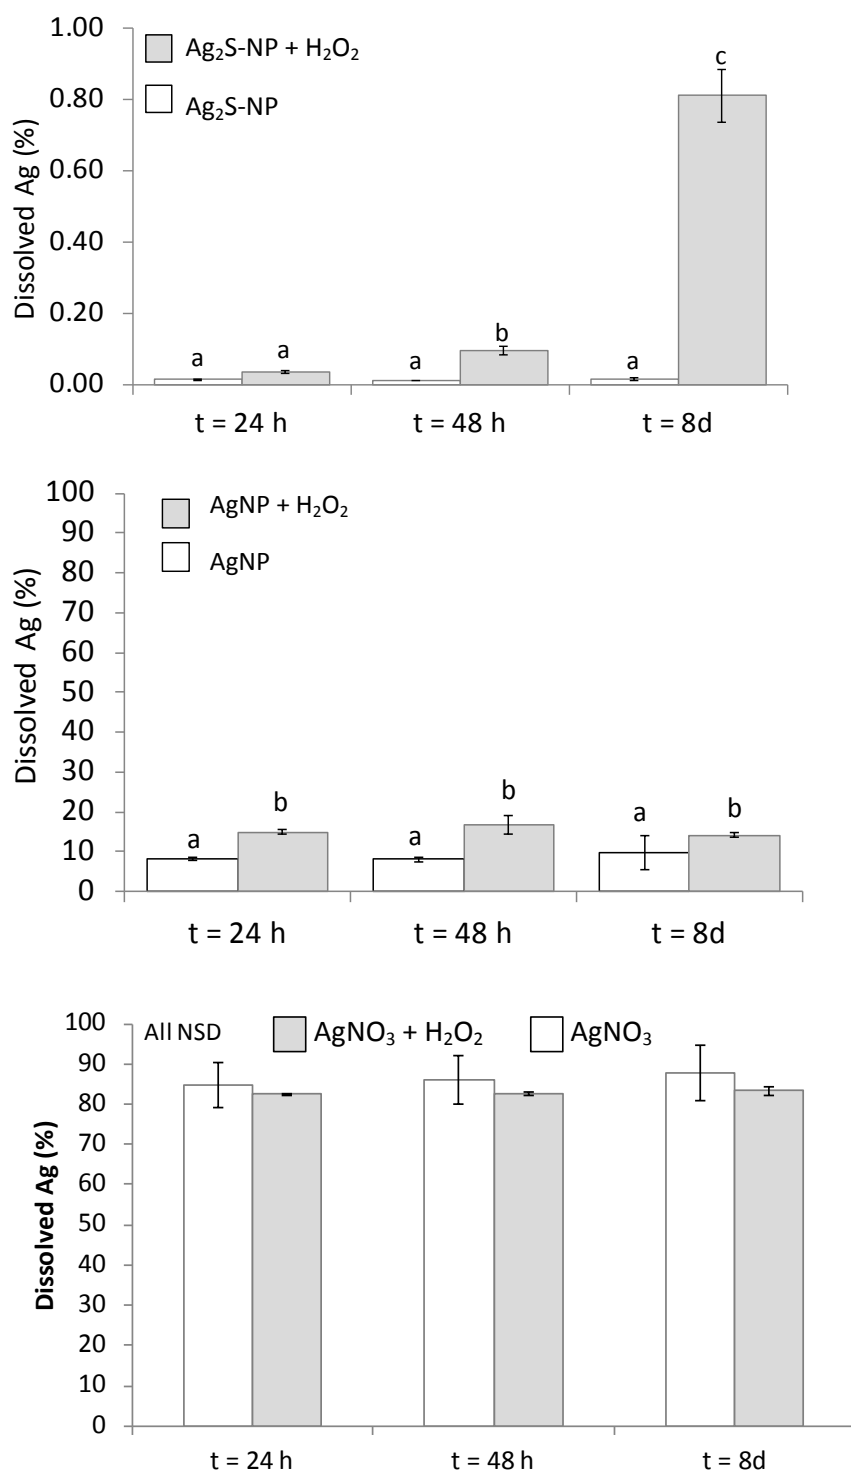 1.00
Ag₂S-NP + H₂O₂
c
0.80
Ag₂S-NP
Dissolved Ag (%)
0.60
0.40
0.20
b
a a a a
0.00
t = 24 h t = 48 h t = 8d
100
AgNP + H₂O₂
90
AgNP
80
70
Dissolved Ag (%)
60
50
40
30
20
b b b
a a a
10
0
t = 24 h t = 48 h t = 8d
100
All NSD AgNO₃ + H₂O₂ AgNO₃
90
80
70
60
Dissolved Ag (%)
50
40
30
20
10
0
t = 24 h t = 48 h t = 8d